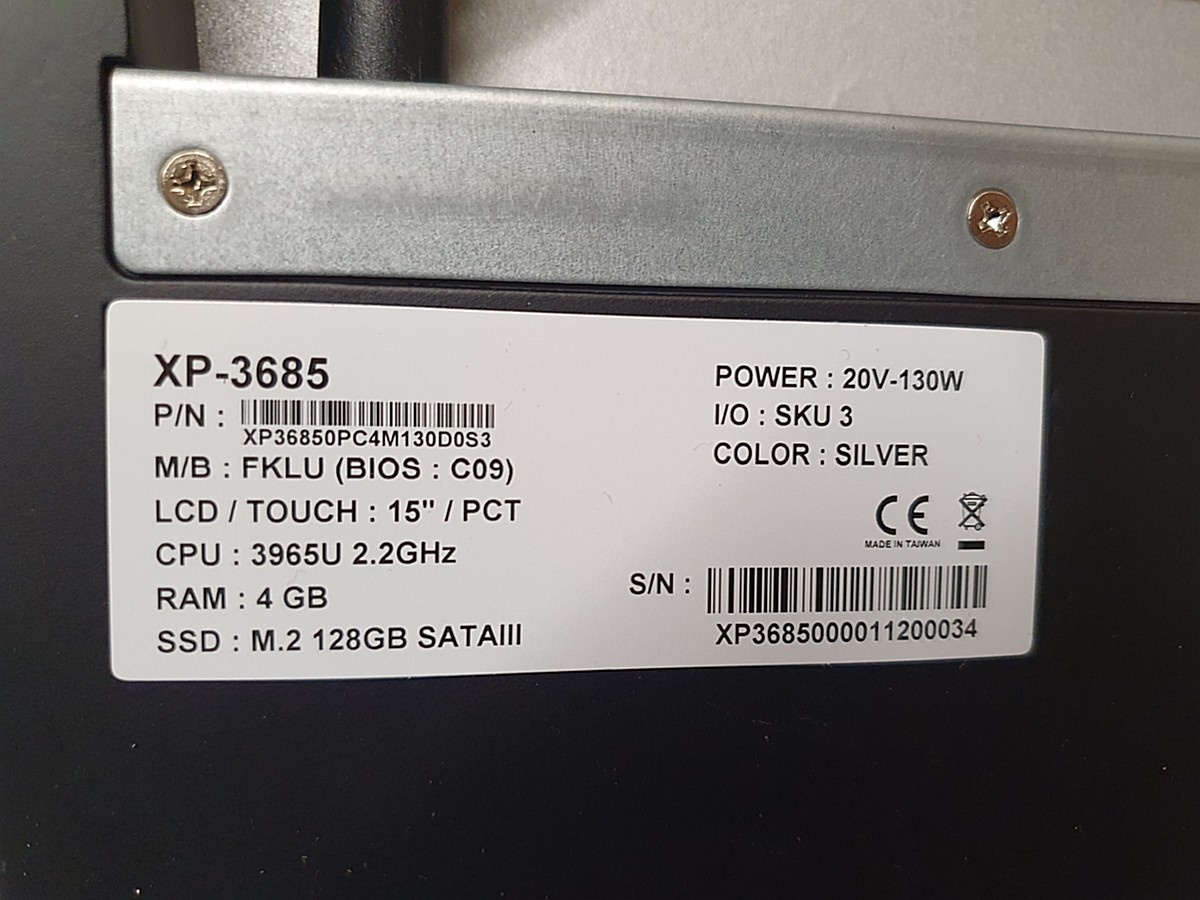 XP-3685
P/N :
XP36850PC4M130D0S3
M/B : FKLU (BIOS : C09)
LCD / TOUCH : 15" / PCT
CPU : 3965U 2.2GHz
RAM : 4 GB
SSD : M.2 128GB SATAIII
POWER : 20V-130W
I/O : SKU 3
COLOR : SILVER
CE
MADE IN TAIWAN
S/N :
XP3685000011200034